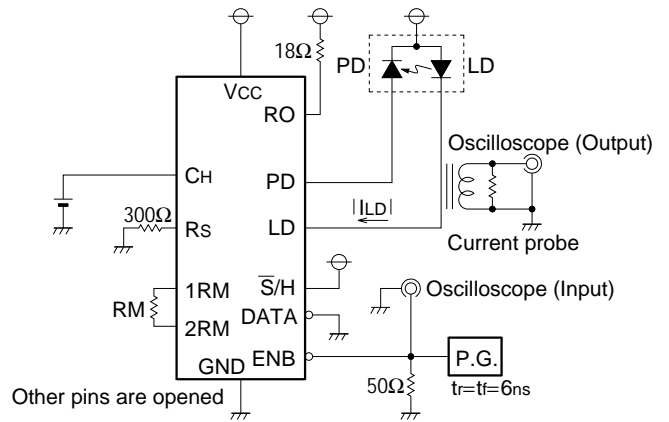 18Ω
PD
LD
VCC
RO
Oscilloscope (Output)
CH
PD
|ILD|
300Ω
RS
LD
Current probe
1RM
S/H
Oscilloscope (Input)
RM
DATA
2RM
ENB
P.G.
GND
50Ω
tr=tf=6ns
Other pins are opened